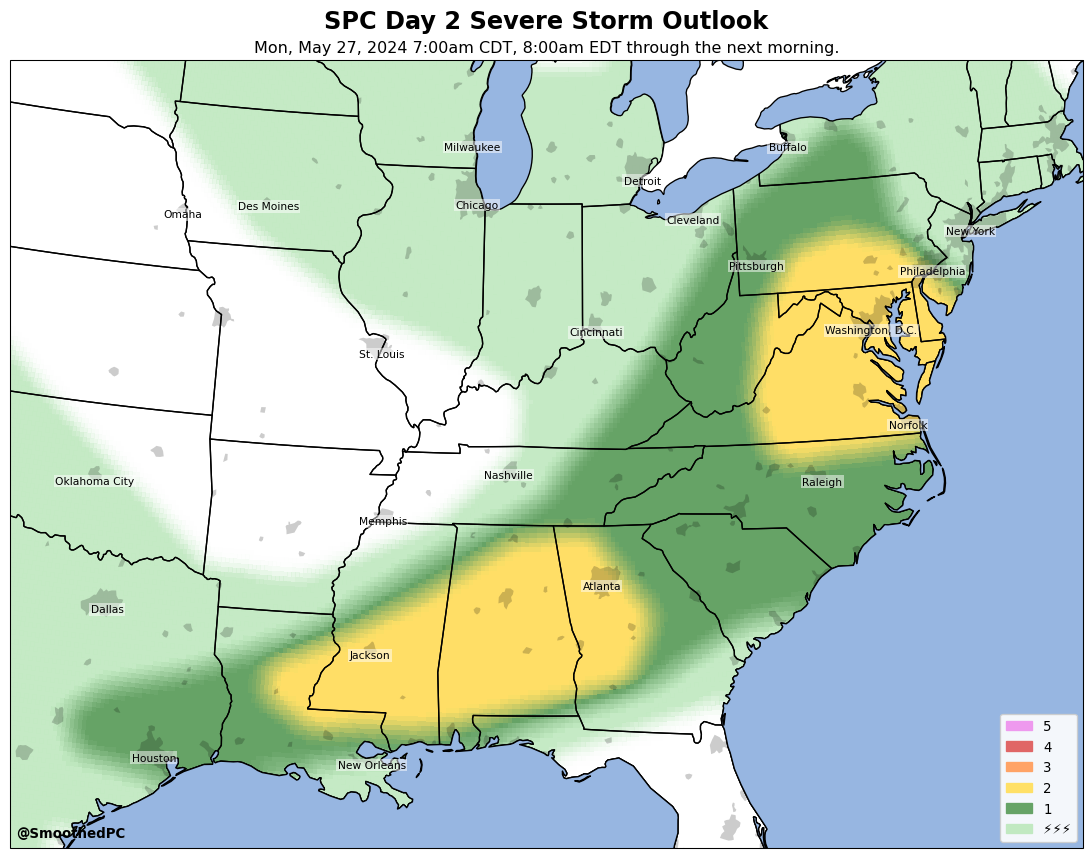 SPC Day 2 Severe Storm Outlook
Mon, May 27, 2024 7:00am CDT, 8:00am EDT through the next morning.
Milwaukee
Buffalo
Detroit
Des Moines
Chicago
Omaha
Cleveland
New York
Pittsburgh
Philadelphia
Cincinnati
Washington, D.C.
St. Louis
Norfolk
Nashville
Oklahoma City
Raleigh
Memphis
Atlanta
Dallas
Jackson
Houston
New Orleans
5
4
3
2
1
⚡⚡⚡
@SmoothedPC